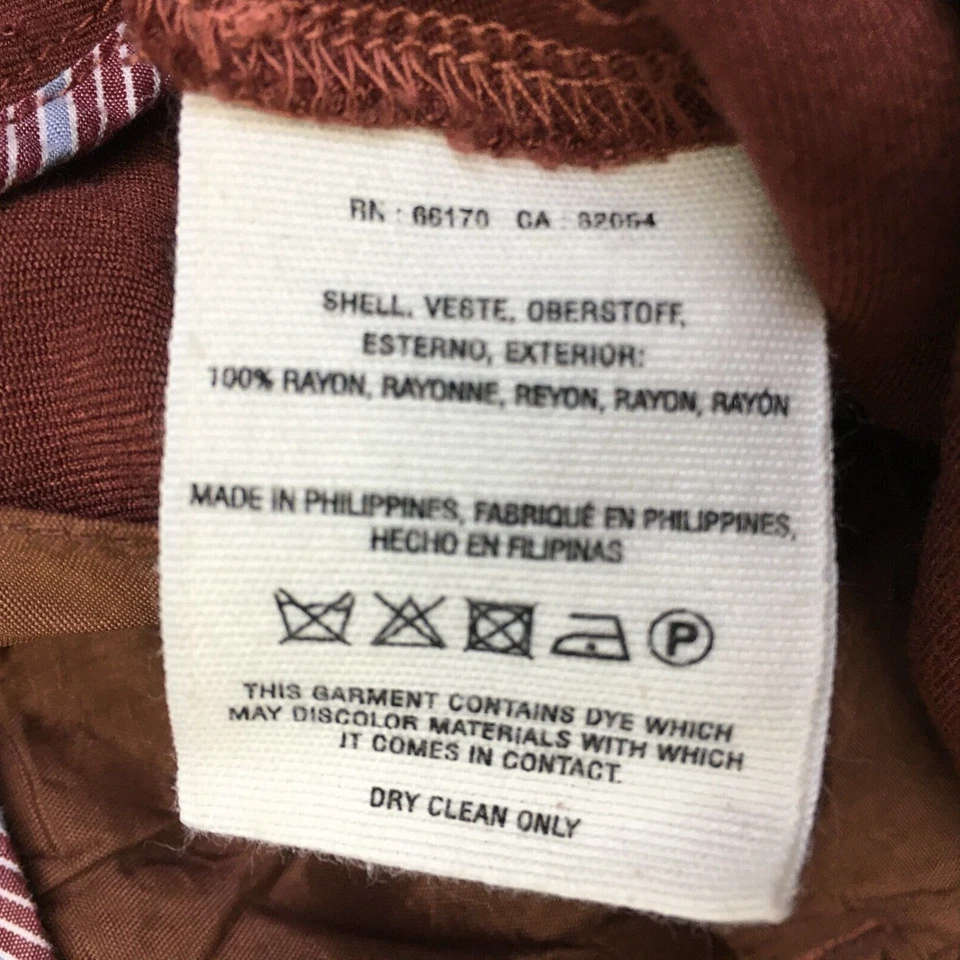 RN : 66170 CA : 32054
SHELL, VESTE, OBERSTOFF,
ESTERNO, EXTERIOR:
100% RAYON, RAYONNE, REYON, RAYON, RAYÓN
MADE IN PHILIPPINES, FABRIQUÉ EN PHILIPPINES,
HECHO EN FILIPINAS
P
THIS GARMENT CONTAINS DYE WHICH
MAY DISCOLOR MATERIALS WITH WHICH
IT COMES IN CONTACT.
DRY CLEAN ONLY